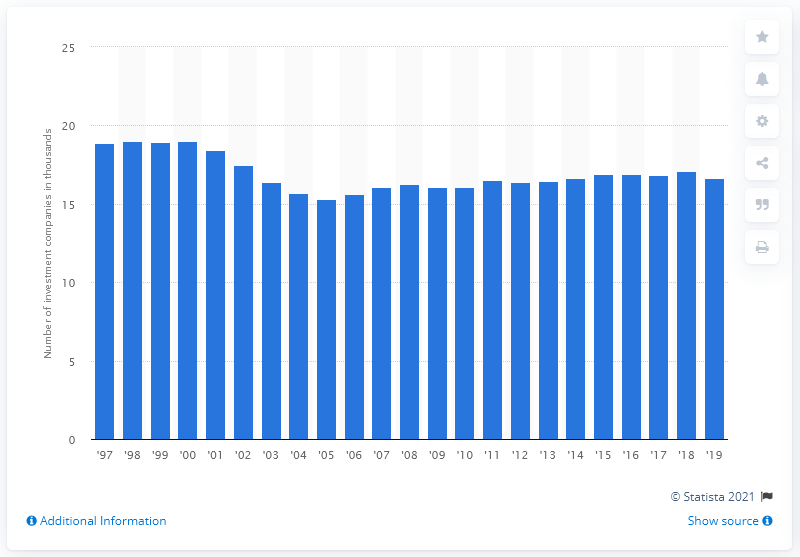 25
20
15
10
5
0
Number of investment companies in thousands
'97 '98 '99 '00 '01 '02 '03 '04 '05 '06 '07 '08 '09 '10 '11 '12 '13 '14 '15 '16 '17 '18 '19
© Statista 2021
Additional Information
Show source